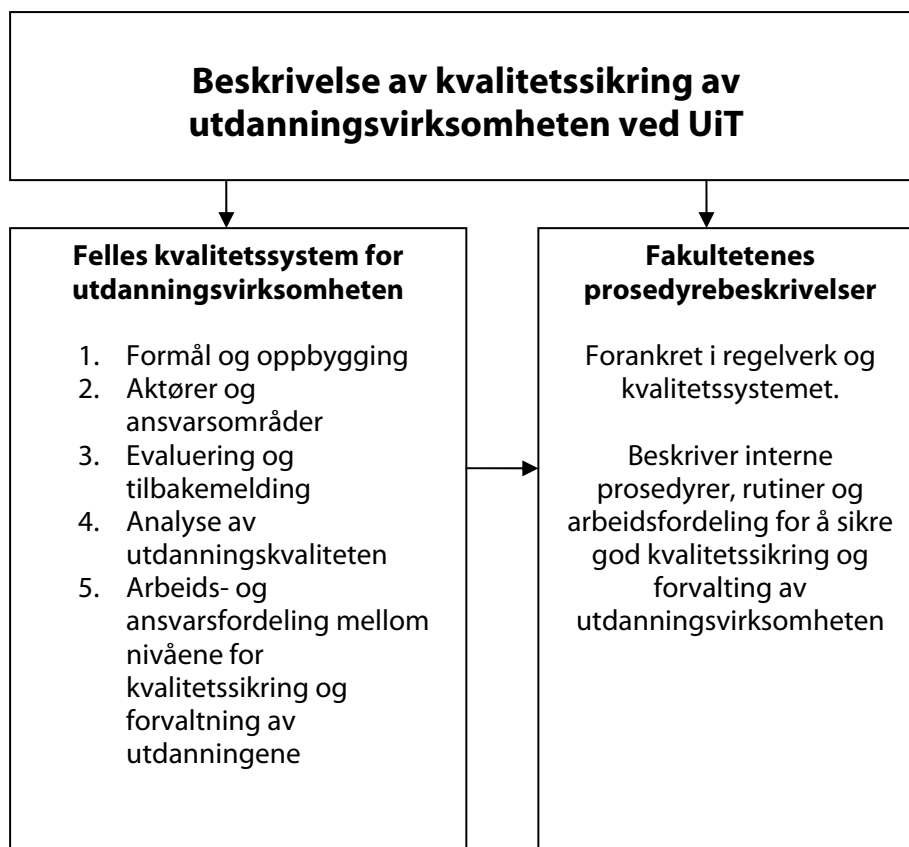 Beskrivelse av kvalitetssikring av
utdanningsvirksomheten ved UiT
Felles kvalitetssystem for
utdanningsvirksomheten
1. Formål og oppbygging
2. Aktører og
ansvarsområder
3. Evaluering og
tilbakemelding
4. Analyse av
utdanningskvaliteten
5. Arbeids- og
ansvarsfordeling mellom
nivåene for
kvalitetssikring og
forvaltning av
utdanningene
Fakultetenes
prosedyrebeskrivelser
Forankret i regelverk og
kvalitetssystemet.
Beskriver interne
prosedyrer, rutiner og
arbeidsfordeling for å sikre
god kvalitetssikring og
forvalting av
utdanningsvirksomheten